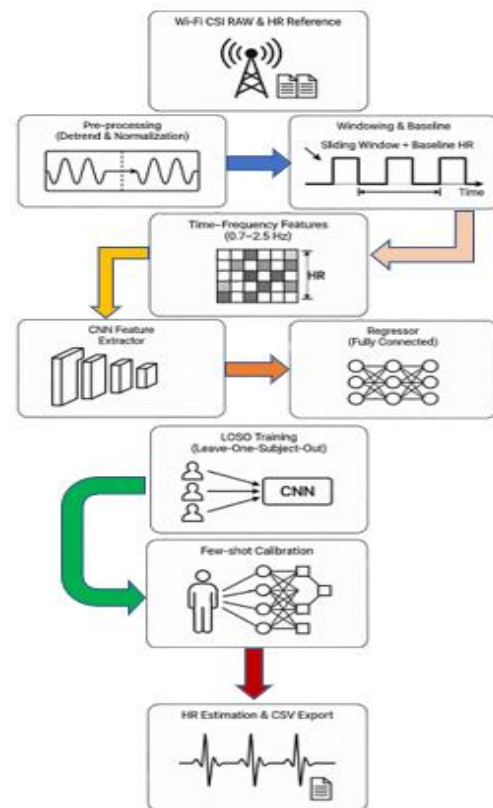 Wi-Fi CSI RAW & HR Reference
Pre-processing
(Detrend & Normalization)
Windowing & Baseline
Sliding Window + Baseline HR
Time
Time–Frequency Features
(0.7–2.5 Hz)
HR
CNN Feature
Extractor
Regressor
(Fully Connected)
LOSO Training
(Leave-One-Subject-Out)
CNN
Few-shot Calibration
HR Estimation & CSV Export